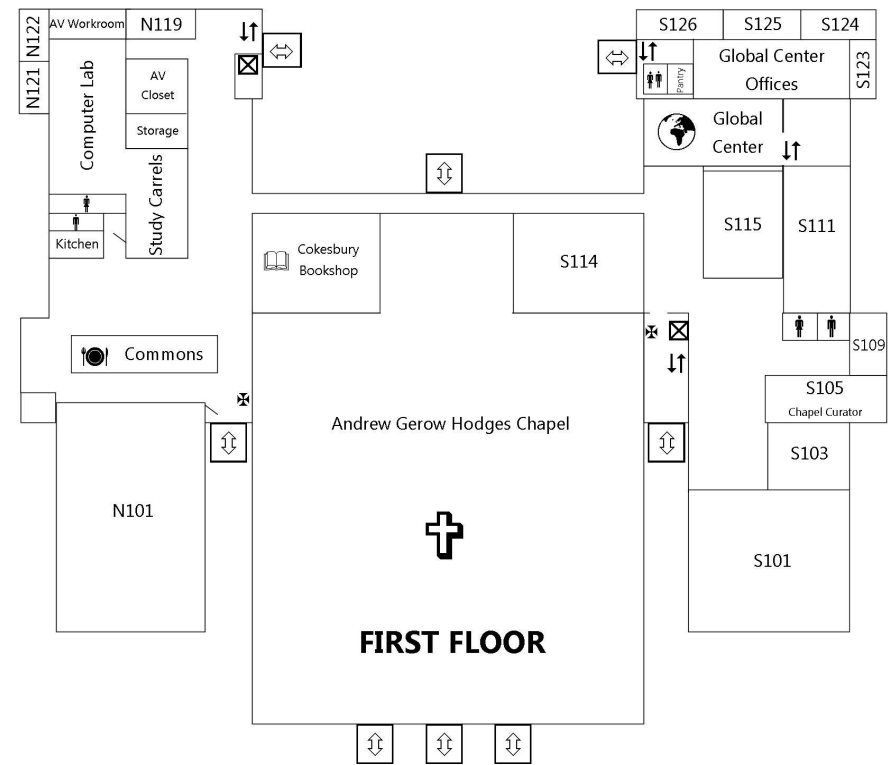 N122
AV Workroom
N119
S126
S125
S124
N121
Computer Lab
AV
Closet
Storage
Study Carrels
Pantry
Global Center
Offices
S123
Global
Center
Kitchen
Cokesbury
Bookshop
S114
S115
S111
Commons
S109
S105
Chapel Curator
Andrew Gerow Hodges Chapel
S103
N101
S101
FIRST FLOOR